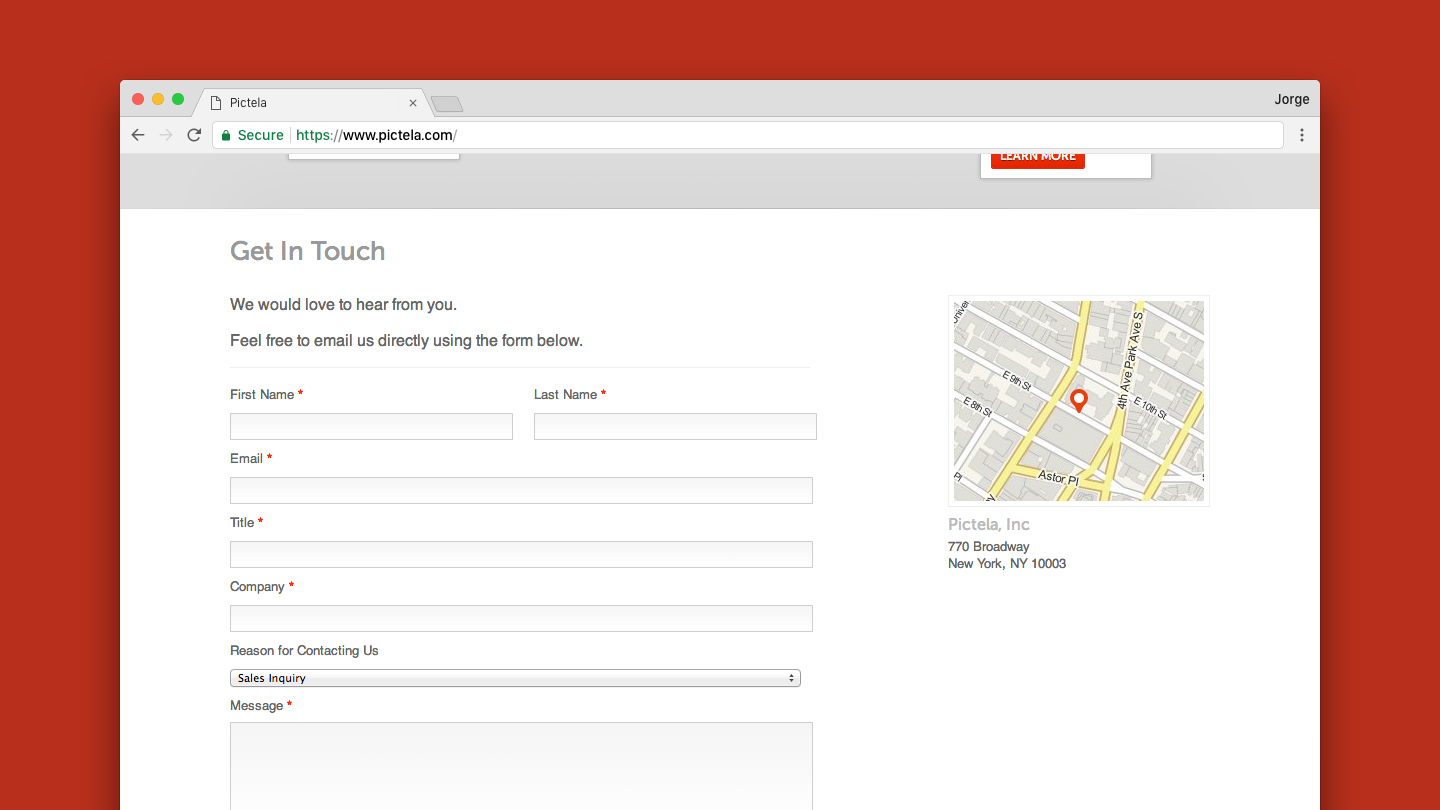 Pictela
Jorge
Secure
https://www.pictela.com/
LEARN MORE
Get In Touch
We would love to hear from you.
Feel free to email us directly using the form below.
First Name *
Last Name *
Email *
Title *
Company *
Reason for Contacting Us
Sales Inquiry
Message *
E 9th St
E 8th St
4th Ave Park Ave S
E 10th St
Astor Pl
Pl
Pictela, Inc
770 Broadway
New York, NY 10003